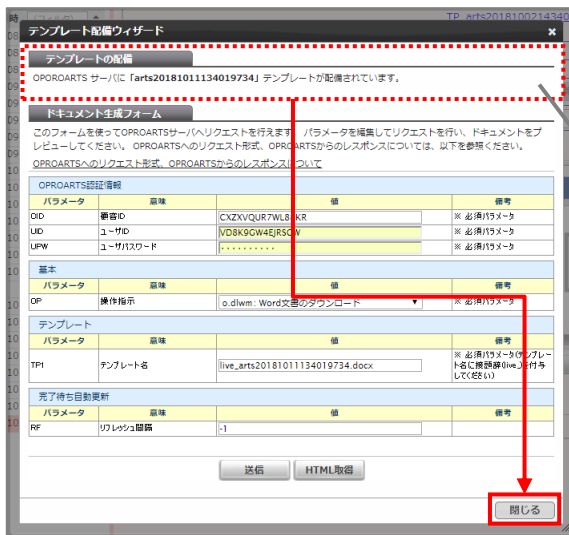 TP_arts2018100214340
テンプレート配備ウィザード ×
テンプレートの配備
OPOROARTS サーバに「arts20181011134019734」テンプレートが配備されています。
ドキュメント生成フォーム
このフォームを使ってOPROARTSサーバへリクエストを行えます。 パラメータを編集してリクエストを行い、ドキュメントをプ
レビューしてください。 OPROARTSへのリクエスト形式、OPROARTSからのレスポンスについては、以下を参照ください。
OPROARTSへのリクエスト形式、OPROARTSからのレスポンスについて
OPROARTS認証情報
パラメータ 意味 値 備考
OID 顧客ID ※ 必須パラメータ
UID ユーザID ※ 必須パラメータ
UPW ユーザパスワード ・・・・・・・・・・ ※ 必須パラメータ
基本
パラメータ 意味 値 備考
OP 操作指示 o.dlwm: Word文書のダウンロード ▼ ※ 必須パラメータ
テンプレート
パラメータ 意味 値 備考
TP1 テンプレート名 live_arts20181011134019734.docx ※ 必須パラメータ(テンプレー
ト名に接頭辞(live_)を付与
してください)
完了待ち自動更新
パラメータ 意味 値 備考
RF リフレッシュ間隔 -1
送信 HTML取得
閉じる